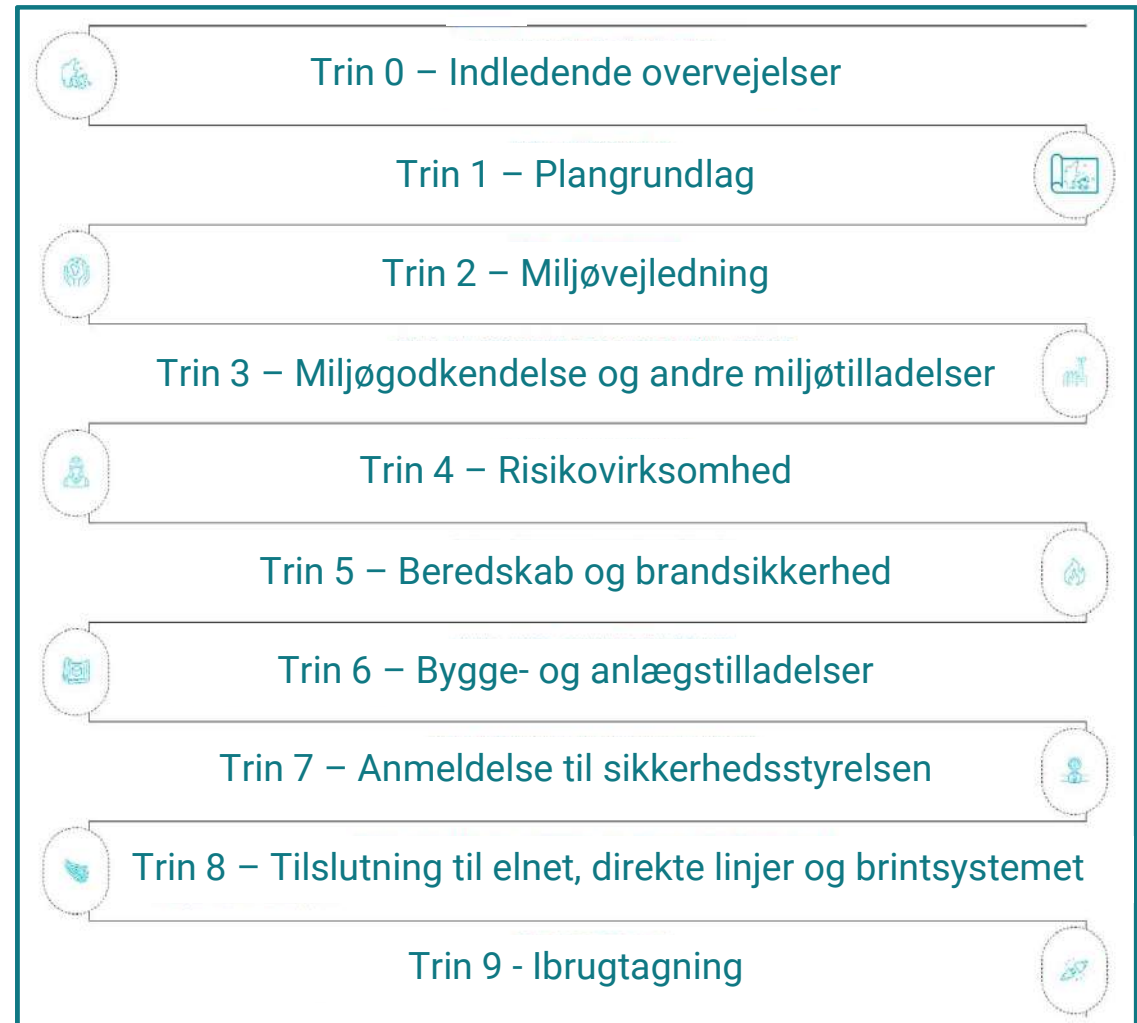 Trin 0 – Indledende overvejelser
Trin 1 – Plangrundlag
Trin 2 – Miljøvejledning
Trin 3 – Miljøgodkendelse og andre miljøtilladelser
Trin 4 – Risikovirksomhed
Trin 5 – Beredskab og brandsikkerhed
Trin 6 – Bygge- og anlægstilladelser
Trin 7 – Anmeldelse til sikkerhedsstyrelsen
Trin 8 – Tilslutning til elnet, direkte linjer og brintsystemet
Trin 9 - Ibrugtagning